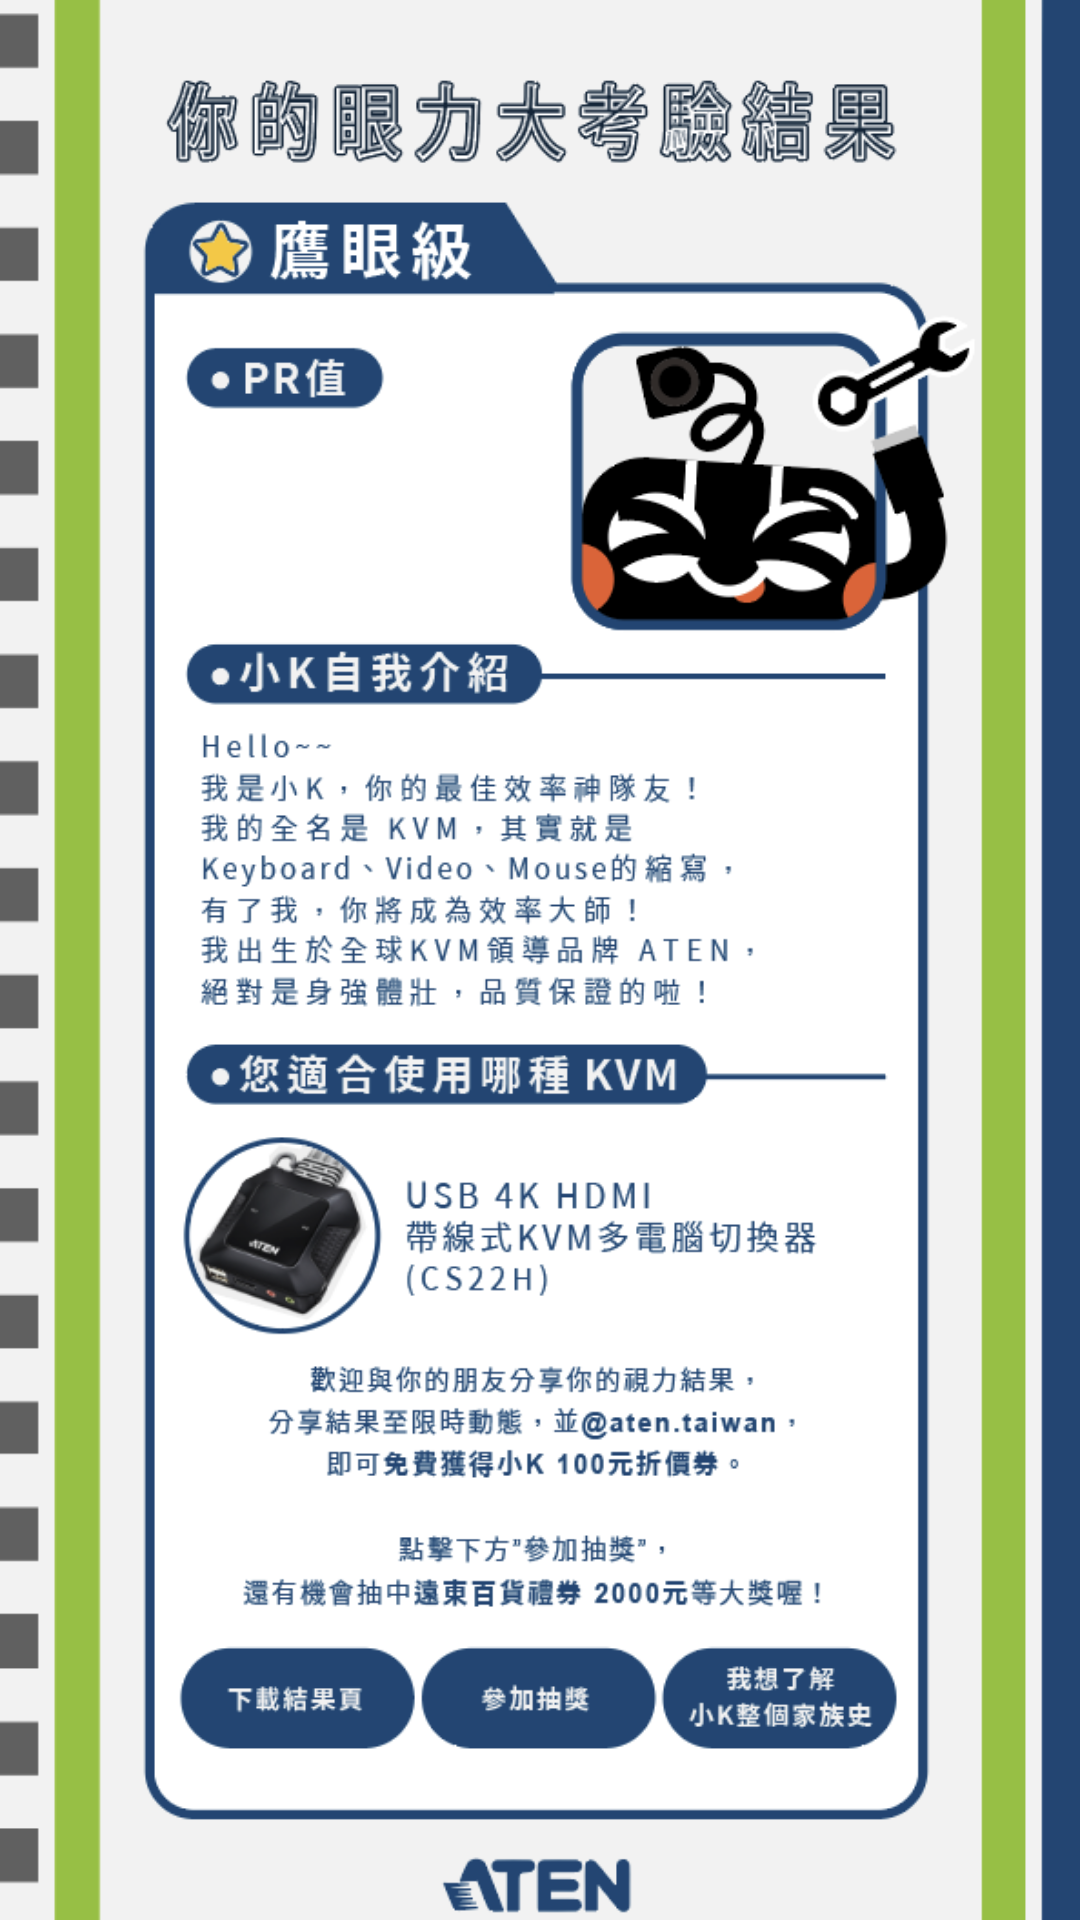 你的眼力大考驗結果
鷹眼級
PR值
小K自我介紹
Hello~~
我是小K，你的最佳效率神隊友！
我的全名是 KVM，其實就是
Keyboard、Video、Mouse的縮寫，
有了我，你將成為效率大師！
我出生於全球KVM領導品牌 ATEN，
絕對是身強體壯，品質保證的啦！
您適合使用哪種 KVM
ATEN
USB 4K HDMI
帶線式KVM多電腦切換器
(CS22H)
歡迎與你的朋友分享你的視力結果，
分享結果至限時動態，並@aten.taiwan，
即可免費獲得小K 100元折價券。
點擊下方”參加抽獎”，
還有機會抽中遠東百貨禮券 2000元等大獎喔！
下載結果頁
參加抽獎
我想了解
小K整個家族史
ATEN